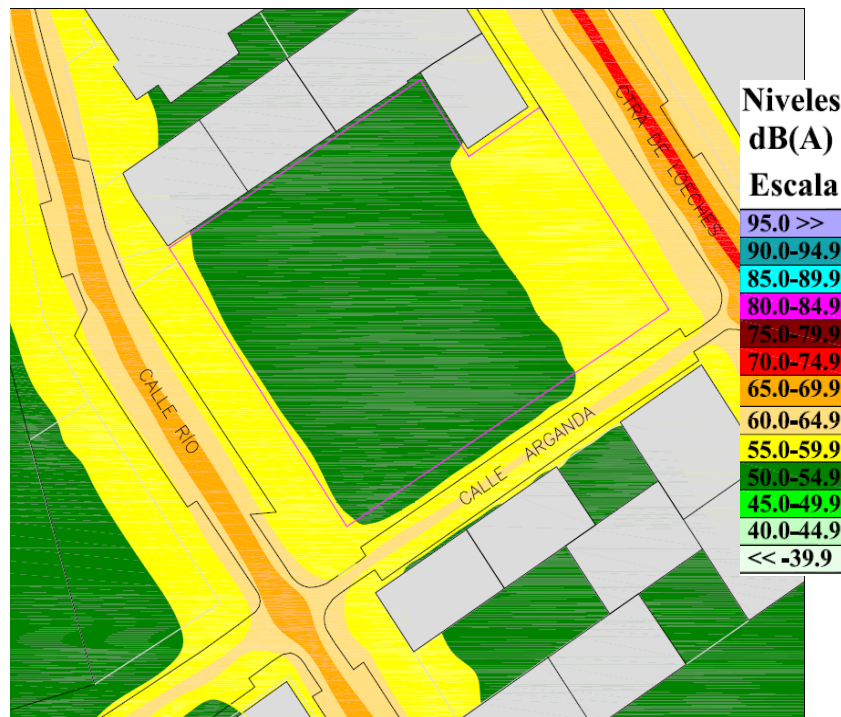 CTRA DE LOECHES
Niveles
dB(A)
Escala
95.0 >>
90.0-94.9
85.0-89.9
80.0-84.9
75.0-79.9
70.0-74.9
65.0-69.9
60.0-64.9
55.0-59.9
50.0-54.9
45.0-49.9
40.0-44.9
<< -39.9
CALLE RÍO
CALLE ARGANDA